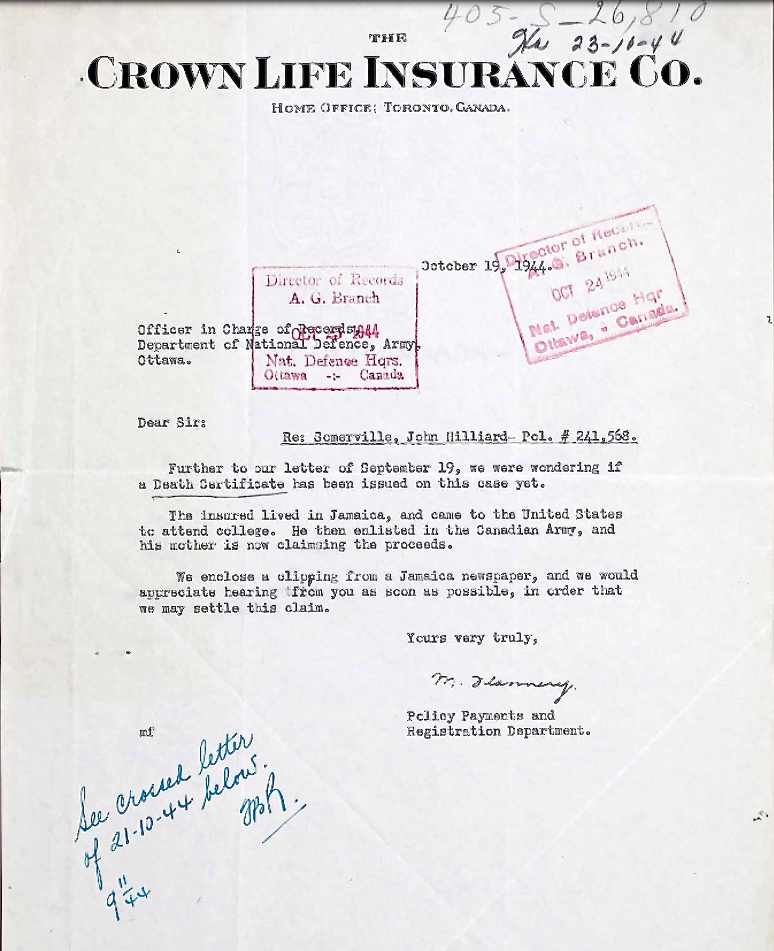 405-S-26,810
23-10-44
THE
CROWN LIFE INSURANCE CO.
HOME OFFICE; TORONTO, CANADA.
October 19, 1944.
Director of Records
A. G. Branch.
OCT 24 1944
Nat. Defence Hqr
Ottawa, - Canada.
Director of Records
A. G. Branch
OCT 1944
Nat. Defence Hqrs.
Ottawa -:- Canada
Officer in Charge of Records,
Department of National Defence, Army,
Ottawa.
Dear Sir:
Re: Somerville, John Hilliard- Pol. # 241,568.
Further to our letter of September 19, we were wondering if
a Death Certificate has been issued on this case yet.
The insured lived in Jamaica, and came to the United States
to attend college. He then enlisted in the Canadian Army, and
his mother is now claiming the proceeds.
We enclose a clipping from a Jamaica newspaper, and we would
appreciate hearing from you as soon as possible, in order that
we may settle this claim.
Yours very truly,
M. Flannery.
Policy Payments and
Registration Department.
mf
See crossed letter
of 21-10-44 below.
9 11/44